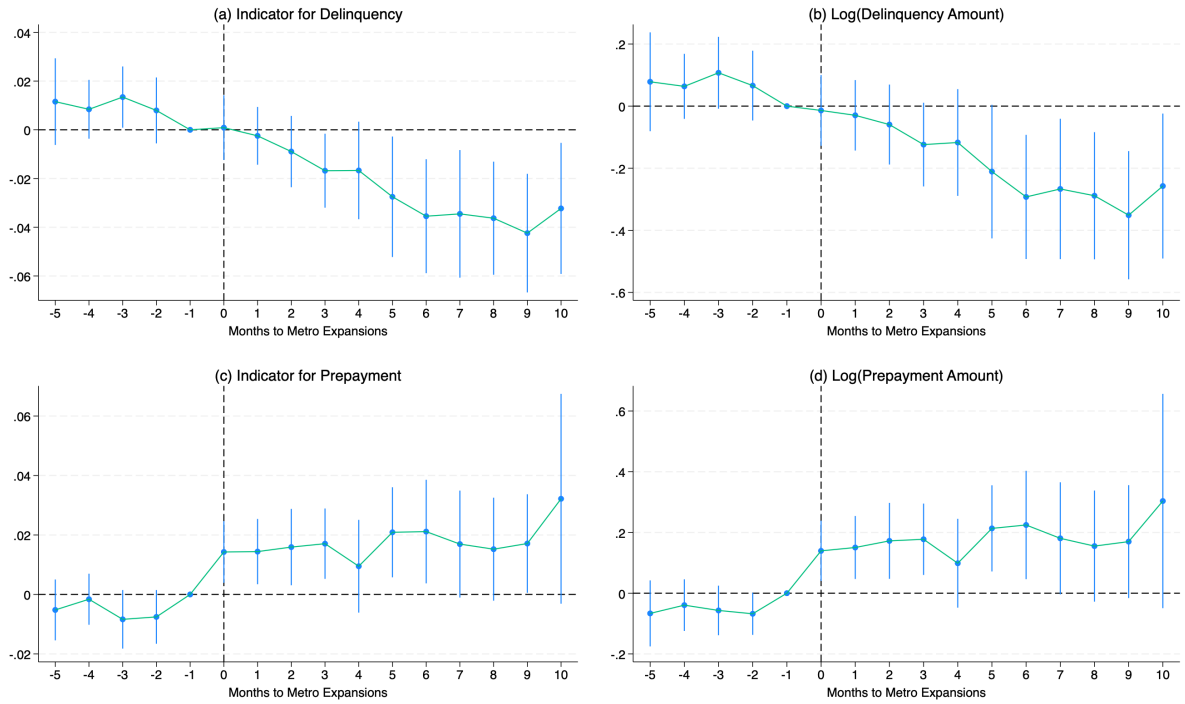 (a) Indicator for Delinquency
.04
.02
0
-.02
-.04
-.06
-5 -4 -3 -2 -1 0 1 2 3 4 5 6 7 8 9 10
Months to Metro Expansions
(b) Log(Delinquency Amount)
.2
0
-.2
-.4
-.6
-5 -4 -3 -2 -1 0 1 2 3 4 5 6 7 8 9 10
Months to Metro Expansions
(c) Indicator for Prepayment
.06
.04
.02
0
-.02
-5 -4 -3 -2 -1 0 1 2 3 4 5 6 7 8 9 10
Months to Metro Expansions
(d) Log(Prepayment Amount)
.6
.4
.2
0
-.2
-5 -4 -3 -2 -1 0 1 2 3 4 5 6 7 8 9 10
Months to Metro Expansions